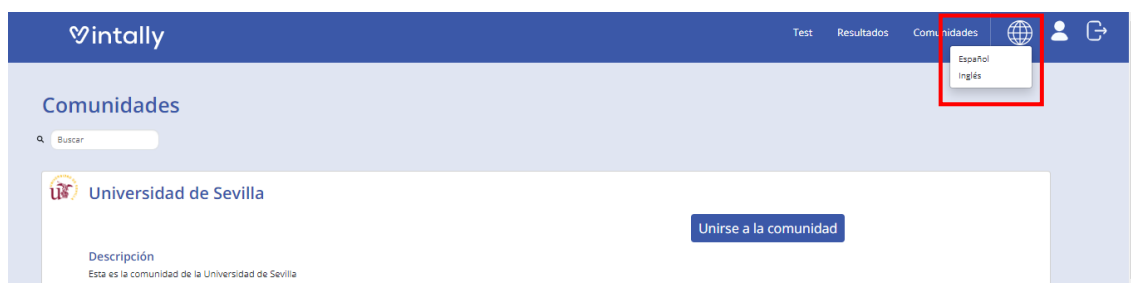 intally
Test Resultados Comunidades
Español
Inglés
Comunidades
Buscar
Universidad de Sevilla
Unirse a la comunidad
Descripción
Esta es la comunidad de la Universidad de Sevilla